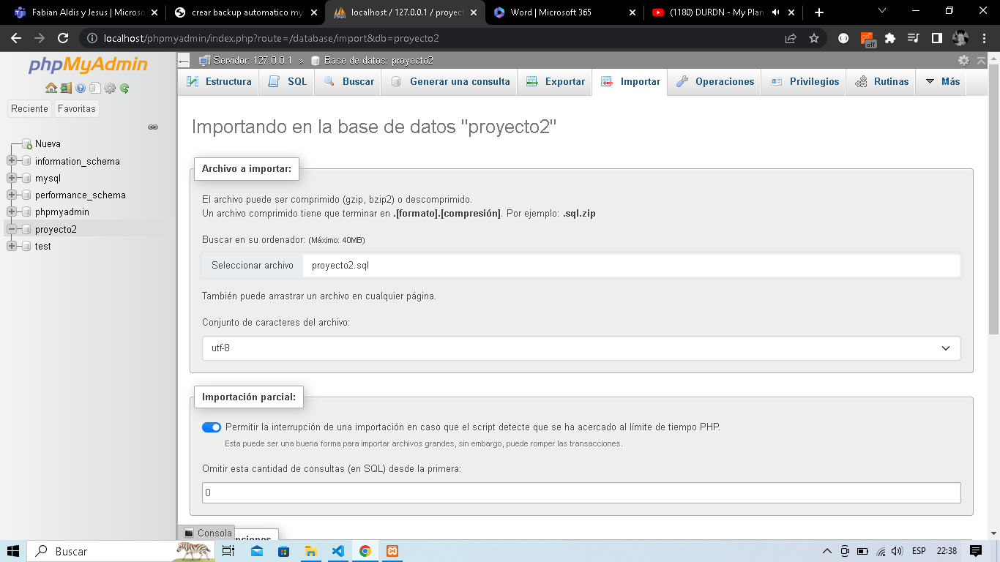 Fabian Aldis y Jesus | Micros
crear backup automatico my
localhost / 127.0.0.1 / proyec
Word | Microsoft 365
(1180) DURDN - My Plan
localhost/phpmyadmin/index.php?route=/database/import&db=proyecto2
off
phpMyAdmin
Reciente
Favoritas
Nueva
information_schema
mysql
performance_schema
phpmyadmin
proyecto2
test
Servidor: 127.0.0.1 » Base de datos: proyecto2
Estructura
SQL
Buscar
Generar una consulta
Exportar
Importar
Operaciones
Privilegios
Rutinas
Más
Importando en la base de datos "proyecto2"
Archivo a importar:
El archivo puede ser comprimido (gzip, bzip2) o descomprimido.
Un archivo comprimido tiene que terminar en .[formato].[compresión]. Por ejemplo: .sql.zip
Buscar en su ordenador: (Máximo: 40MB)
Seleccionar archivo
proyecto2.sql
También puede arrastrar un archivo en cualquier página.
Conjunto de caracteres del archivo:
utf-8
Importación parcial:
Permitir la interrupción de una importación en caso que el script detecte que se ha acercado al límite de tiempo PHP.
Esta puede ser una buena forma para importar archivos grandes, sin embargo, puede romper las transacciones.
Omitir esta cantidad de consultas (en SQL) desde la primera:
0
Consola
nciones
Buscar
ESP
22:38